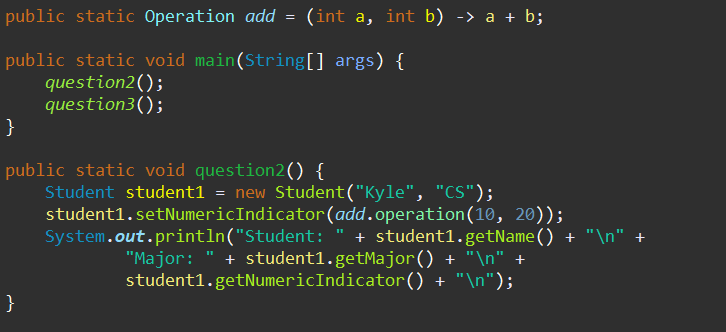 public static Operation add = (int a, int b) -> a + b;
public static void main(String[] args) {
question2();
question3();
}
public static void question2() {
Student student1 = new Student("Kyle", "CS");
student1.setNumericIndicator(add.operation(10, 20));
System.out.println("Student: " + student1.getName() + "\n" +
"Major: " + student1.getMajor() + "\n" +
student1.getNumericIndicator() + "\n");
}